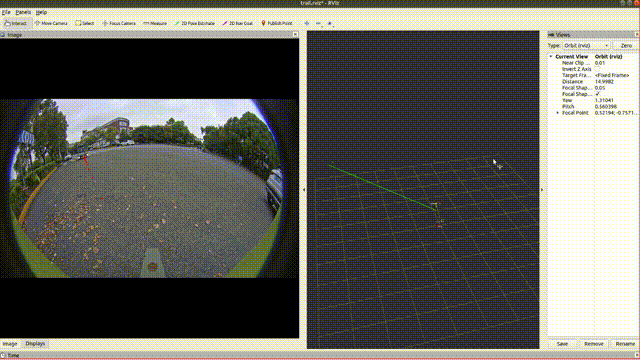 trail.rviz* - RViz
File Panels Help
Interact Move Camera Select Focus Camera Measure 2D Pose Estimate 2D Nav Goal Publish Point
Image
Views
Type: Orbit (rviz) Zero
Current View Orbit (rviz)
Near Clip ... 0.01
Invert Z Axis
Target Fra... <Fixed Frame>
Distance 14.9982
Focal Shap... 0.05
Focal Shap... ✓
Yaw 1.31041
Pitch 0.560398
Focal Point 0.52194; -0.7571...
Image Displays
Save Remove Rename
Time